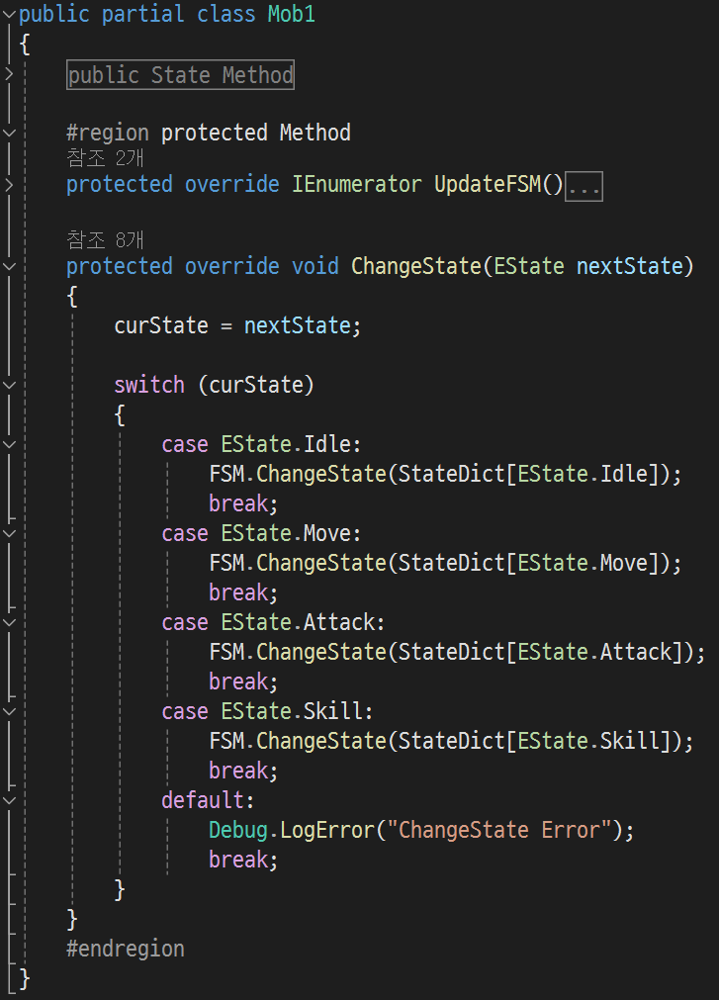 public partial class Mob1
{
public State Method
#region protected Method
참조 2개
protected override IEnumerator UpdateFSM()...
참조 8개
protected override void ChangeState(EState nextState)
{
curState = nextState;
switch (curState)
{
case EState.Idle:
FSM.ChangeState(StateDict[EState.Idle]);
break;
case EState.Move:
FSM.ChangeState(StateDict[EState.Move]);
break;
case EState.Attack:
FSM.ChangeState(StateDict[EState.Attack]);
break;
case EState.Skill:
FSM.ChangeState(StateDict[EState.Skill]);
break;
default:
Debug.LogError("ChangeState Error");
break;
}
}
#endregion
}